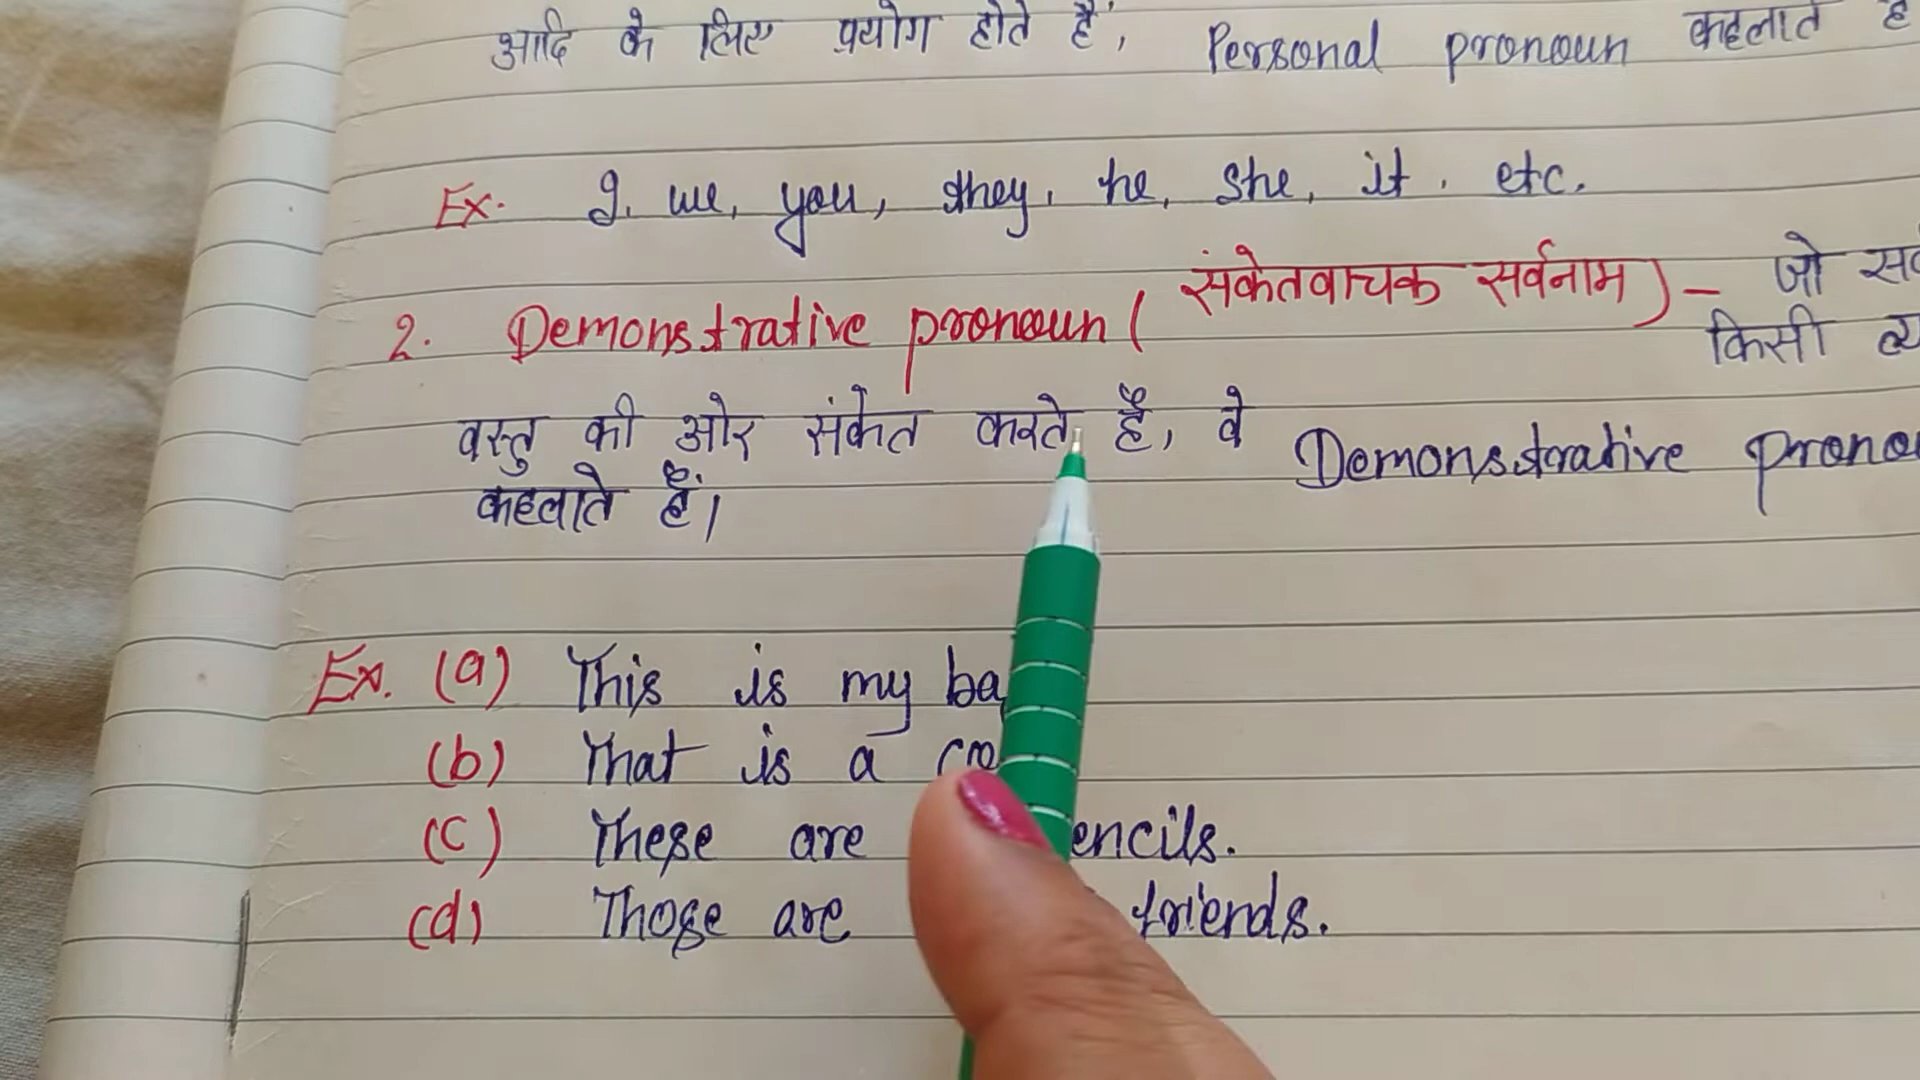 आदि के लिए प्रयोग होते हैं, Personal pronoun कहलाते
Ex. I, we, you, they, he, she, it, etc.
2. Demonstrative pronoun (संकेतवाचक सर्वनाम) – जो
किसी
वस्तु की ओर संकेत करते हैं, वे Demonstrative
कहलाते हैं।
Ex. (a) This is my
(b) That is a
(c) These are
(d) Those are friends.